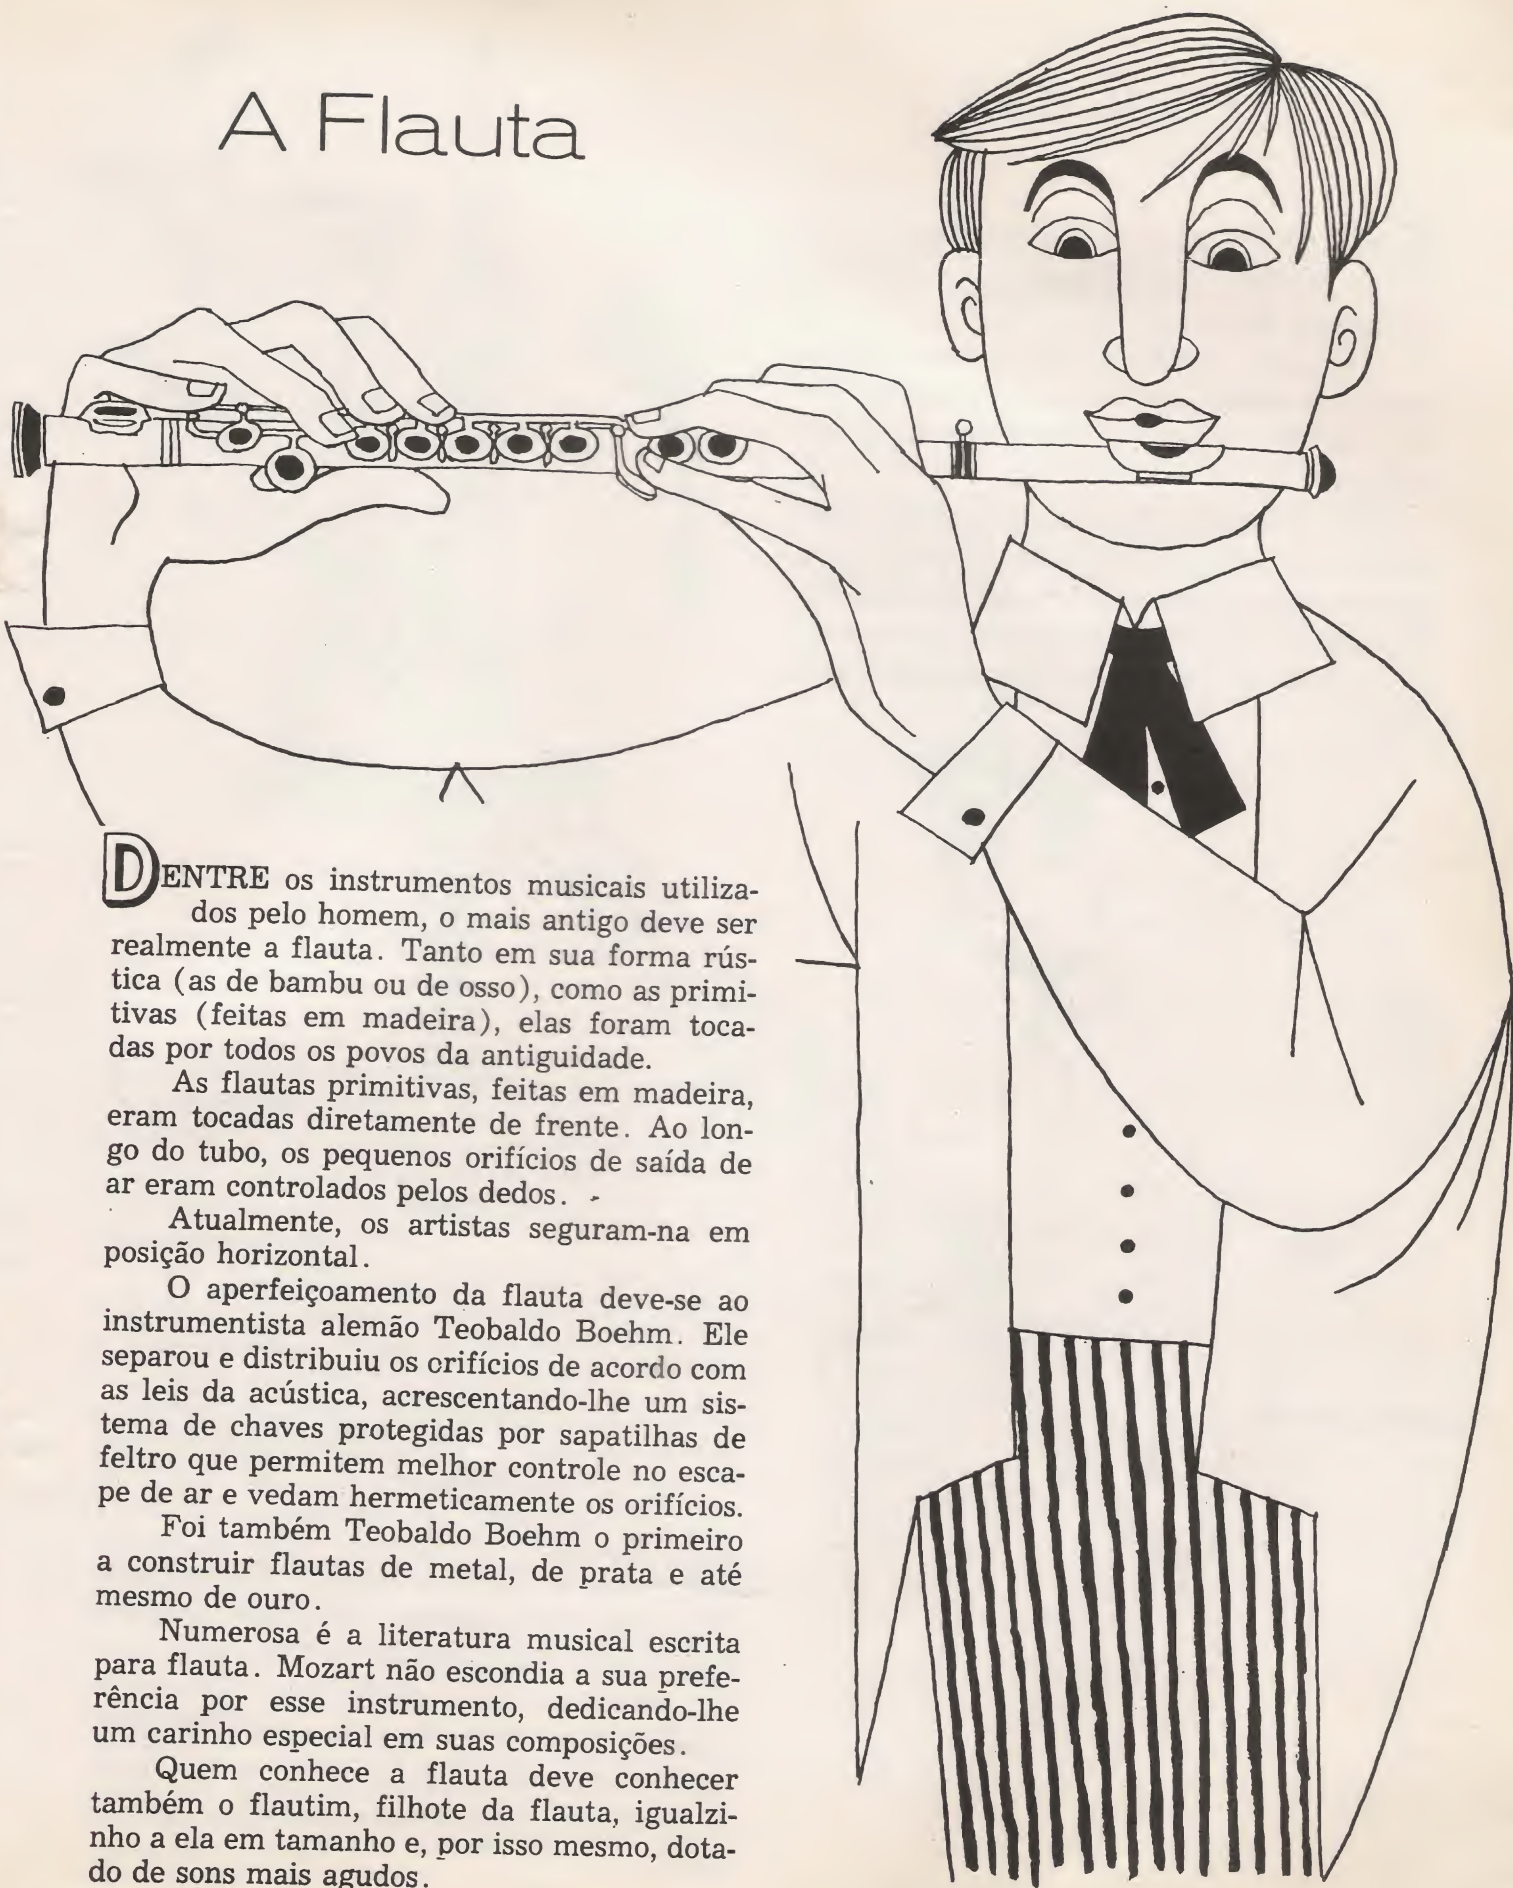 A Flauta
DENTRE os instrumentos musicais utiliza-
dos pelo homem, o mais antigo deve ser
realmente a flauta. Tanto em sua forma rús-
tica (as de bambu ou de osso), como as primi-
tivas (feitas em madeira), elas foram toca-
das por todos os povos da antiguidade.
As flautas primitivas, feitas em madeira,
eram tocadas diretamente de frente. Ao lon-
go do tubo, os pequenos orifícios de saída de
ar eram controlados pelos dedos.
Atualmente, os artistas seguram-na em
posição horizontal.
O aperfeiçoamento da flauta deve-se ao
instrumentista alemão Teobaldo Boehm. Ele
separou e distribuiu os orifícios de acordo com
as leis da acústica, acrescentando-lhe um sis-
tema de chaves protegidas por sapatilhas de
feltro que permitem melhor controle no esca-
pe de ar e vedam hermeticamente os orifícios.
Foi também Teobaldo Boehm o primeiro
a construir flautas de metal, de prata e até
mesmo de ouro.
Numerosa é a literatura musical escrita
para flauta. Mozart não escondia a sua prefe-
rência por esse instrumento, dedicando-lhe
um carinho especial em suas composições.
Quem conhece a flauta deve conhecer
também o flautim, filhote da flauta, igualzi-
nho a ela em tamanho e, por isso mesmo, dota-
do de sons mais agudos.